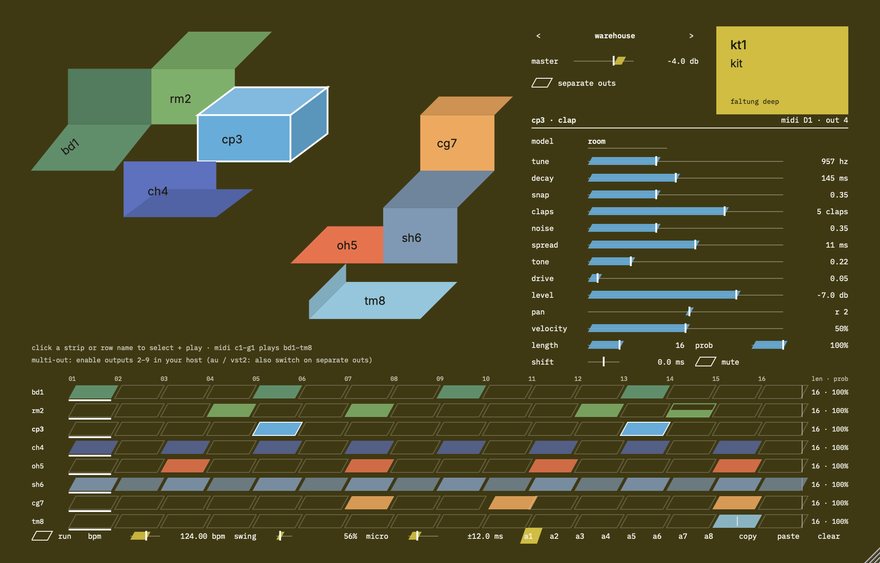 < warehouse >
master -4.0 db
separate outs
kt1
kit
faltung deep
rm2
cp3
bd1
ch4
cg7
sh6
oh5
tm8
cp3 · clap midi D1 · out 4
model room
tune 957 hz
decay 145 ms
snap 0.35
claps 5 claps
noise 0.35
spread 11 ms
tone 0.22
drive 0.05
level -7.0 db
pan r 2
velocity 50%
length 16 prob 100%
shift 0.0 ms mute
click a strip or row name to select + play · midi c1-g1 plays bd1-tm8
multi-out: enable outputs 2-9 in your host (au / vst2: also switch on separate outs)
01 02 03 04 05 06 07 08 09 10 11 12 13 14 15 16 len · prob
bd1 16 · 100%
rm2 16 · 100%
cp3 16 · 100%
ch4 16 · 100%
oh5 16 · 100%
sh6 16 · 100%
cg7 16 · 100%
tm8 16 · 100%
run bpm 124.00 bpm swing 56% micro ±12.0 ms a1 a2 a3 a4 a5 a6 a7 a8 copy paste clear